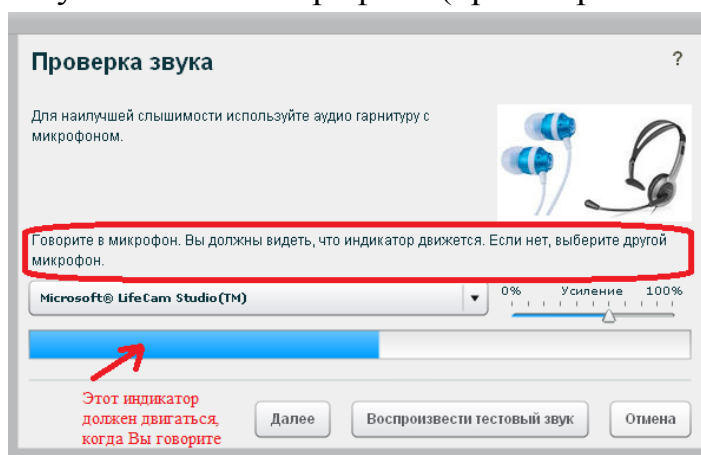 Проверка звука
?
Для наилучшей слышимости используйте аудио гарнитуру с
микрофоном.
Говорите в микрофон. Вы должны видеть, что индикатор движется. Если нет, выберите другой
микрофон.
Microsoft® LifeCam Studio(TM)
0% Усиление 100%
Этот индикатор
должен двигаться,
когда Вы говорите
Далее
Воспроизвести тестовый звук
Отмена